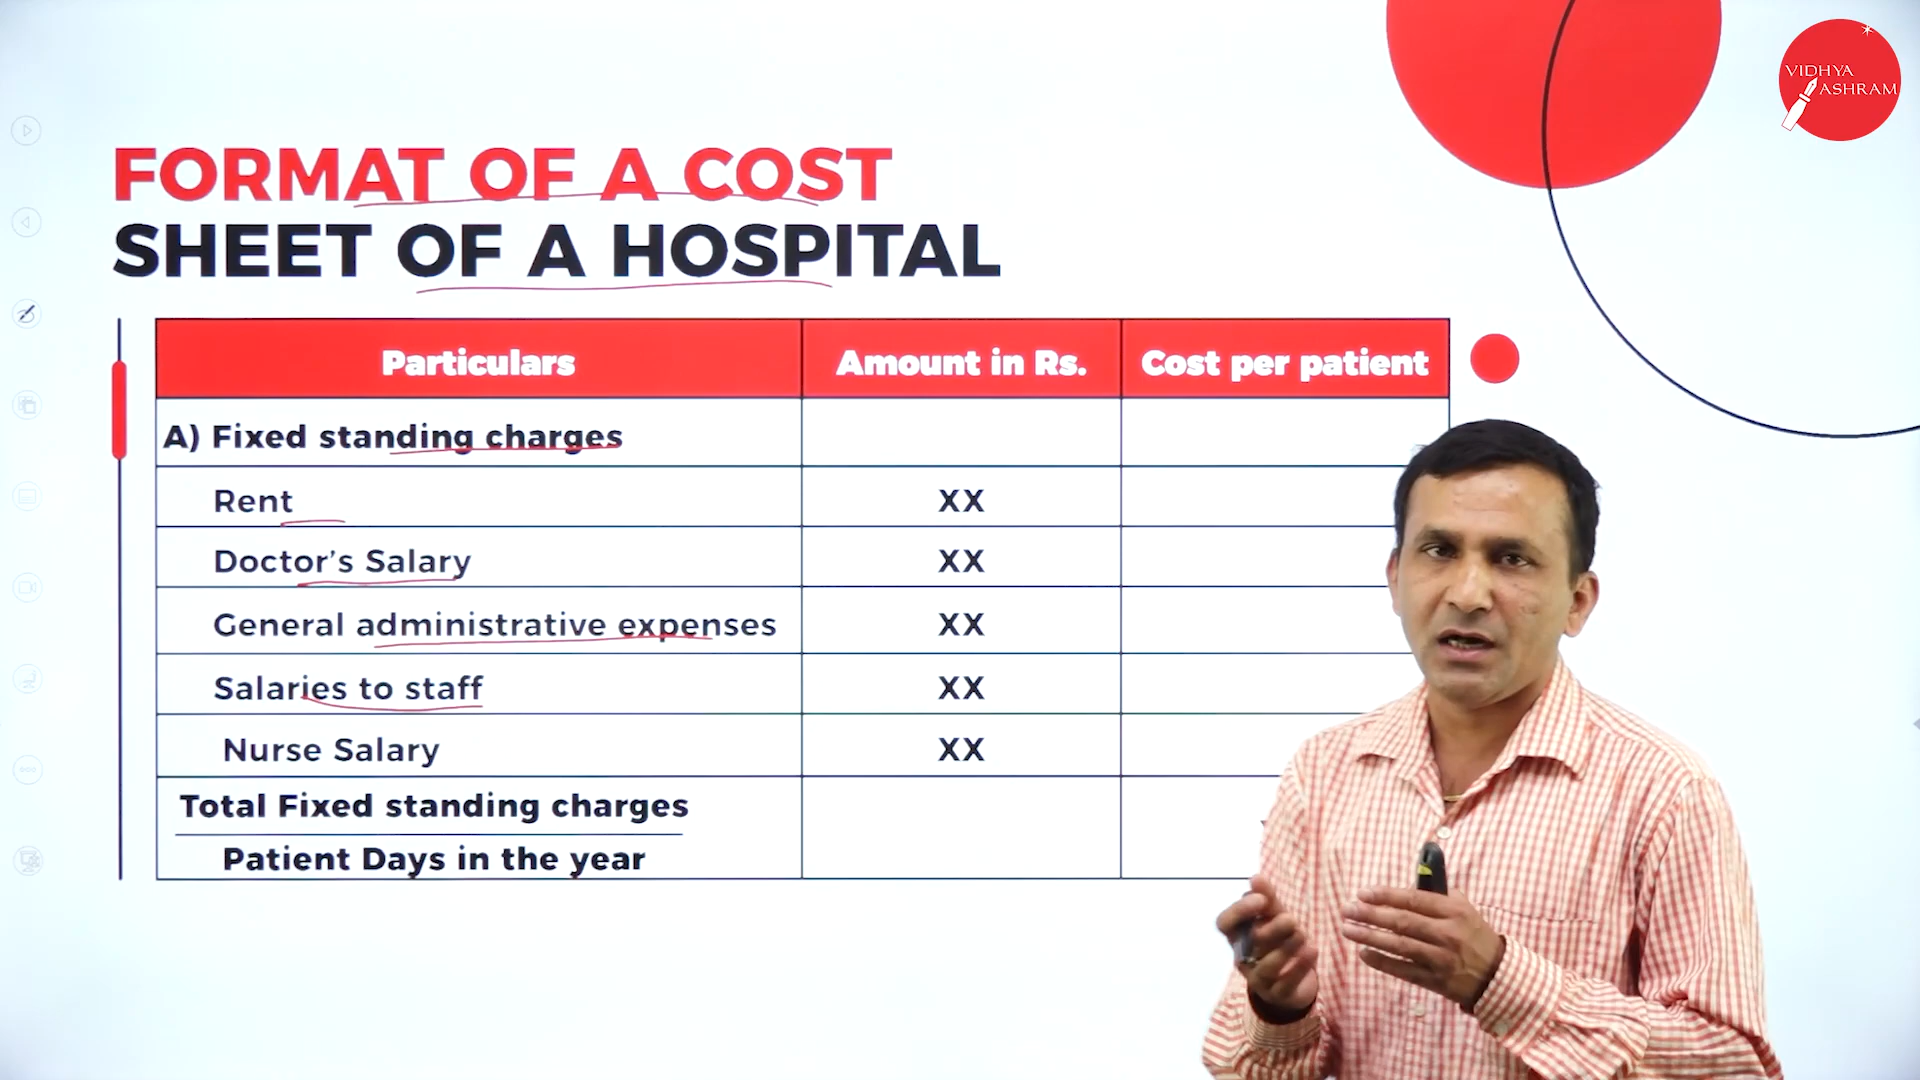 VIDHYA
ASHRAM
FORMAT OF A COST
SHEET OF A HOSPITAL
Particulars Amount in Rs. Cost per patient
A) Fixed standing charges
Rent XX
Doctor's Salary XX
General administrative expenses XX
Salaries to staff XX
Nurse Salary XX
Total Fixed standing charges
Patient Days in the year